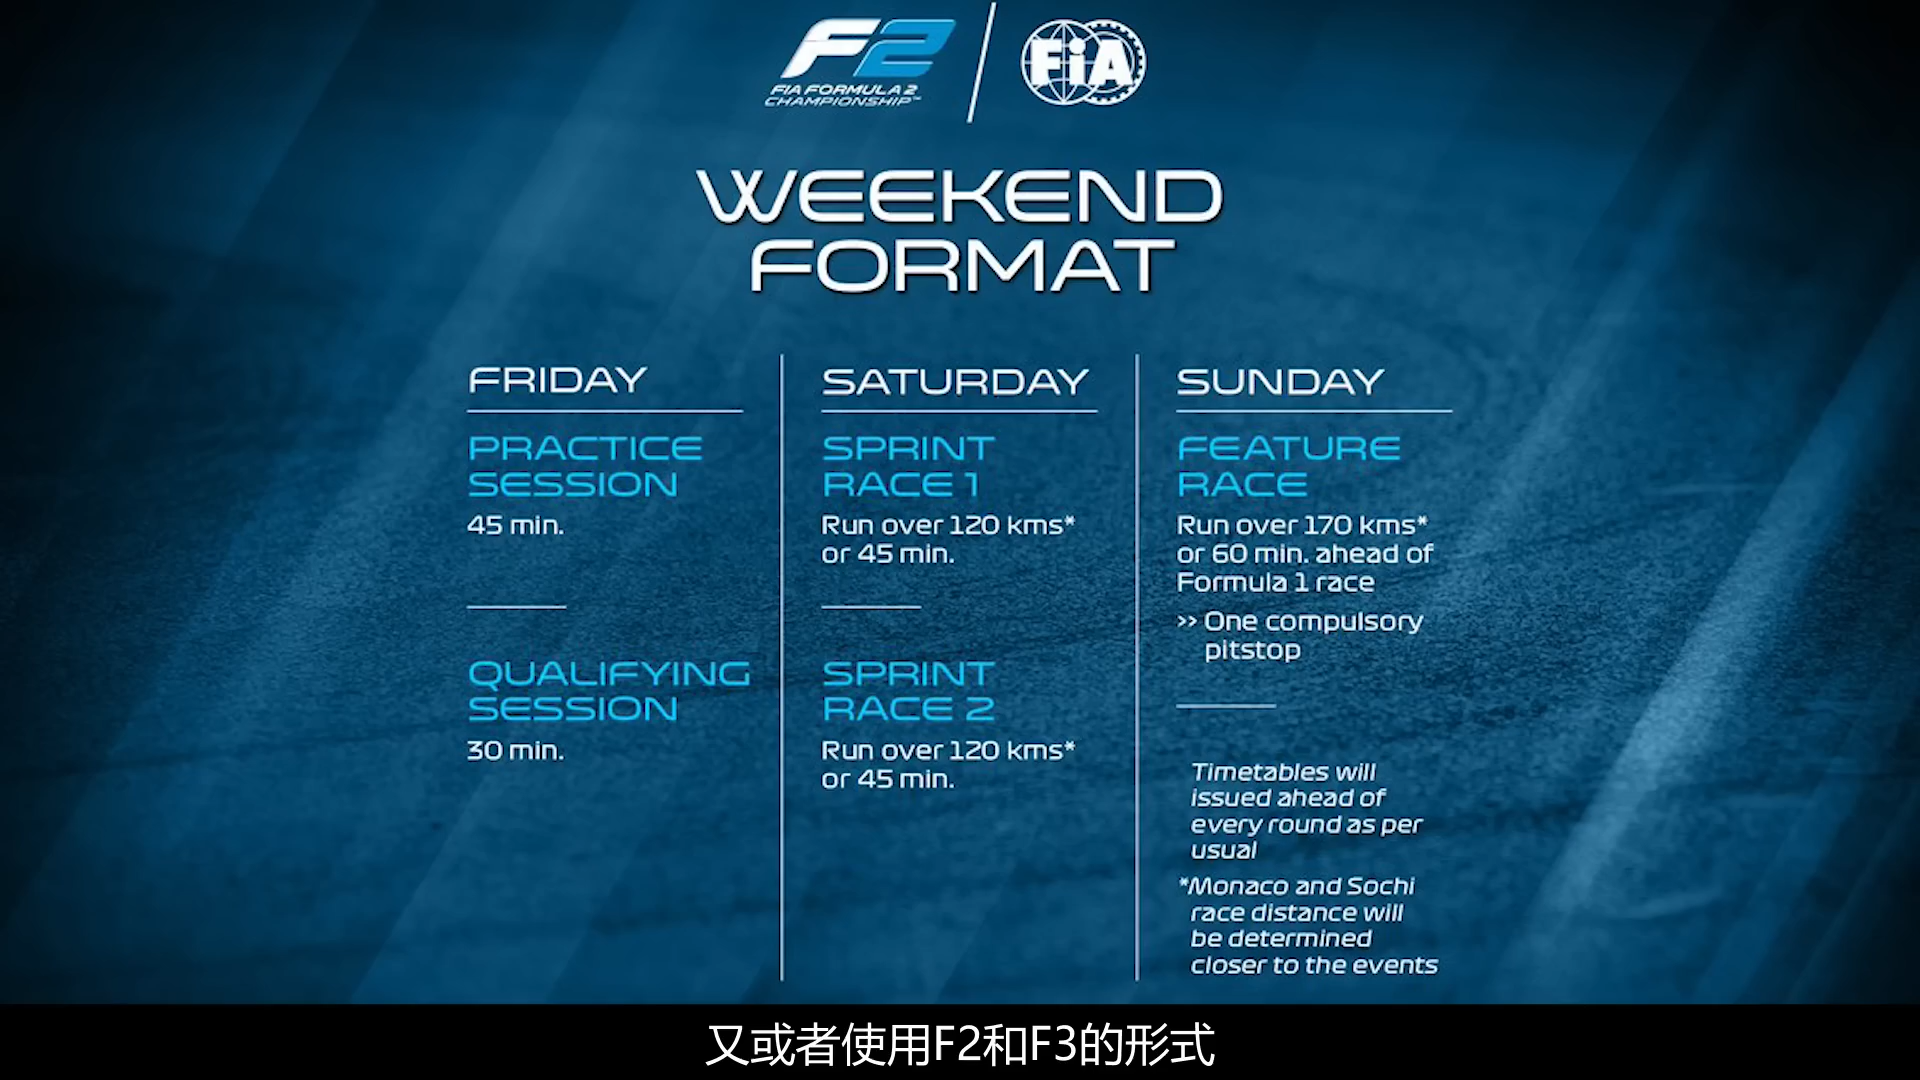 F2
FIA FORMULA 2
CHAMPIONSHIP™
FiA
WEEKEND
FORMAT
FRIDAY
PRACTICE
SESSION
45 min.
QUALIFYING
SESSION
30 min.
SATURDAY
SPRINT
RACE 1
Run over 120 kms*
or 45 min.
SPRINT
RACE 2
Run over 120 kms*
or 45 min.
SUNDAY
FEATURE
RACE
Run over 170 kms*
or 60 min. ahead of
Formula 1 race
>> One compulsory
pitstop
Timetables will
issued ahead of
every round as per
usual
*Monaco and Sochi
race distance will
be determined
closer to the events
又或者使用F2和F3的形式